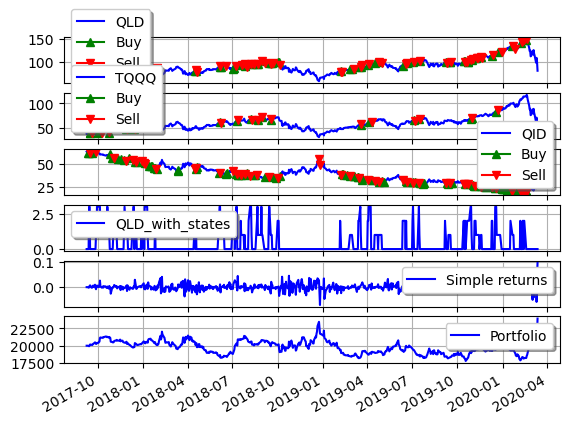 QLD
Buy
Sell
150
100
TQQQ
Buy
Sell
100
50
QID
Buy
Sell
50
25
QLD_with_states
2.5
0.0
Simple returns
0.1
0.0
Portfolio
22500
20000
17500
2017-10 2018-01 2018-04 2018-07 2018-10 2019-01 2019-04 2019-07 2019-10 2020-01 2020-04